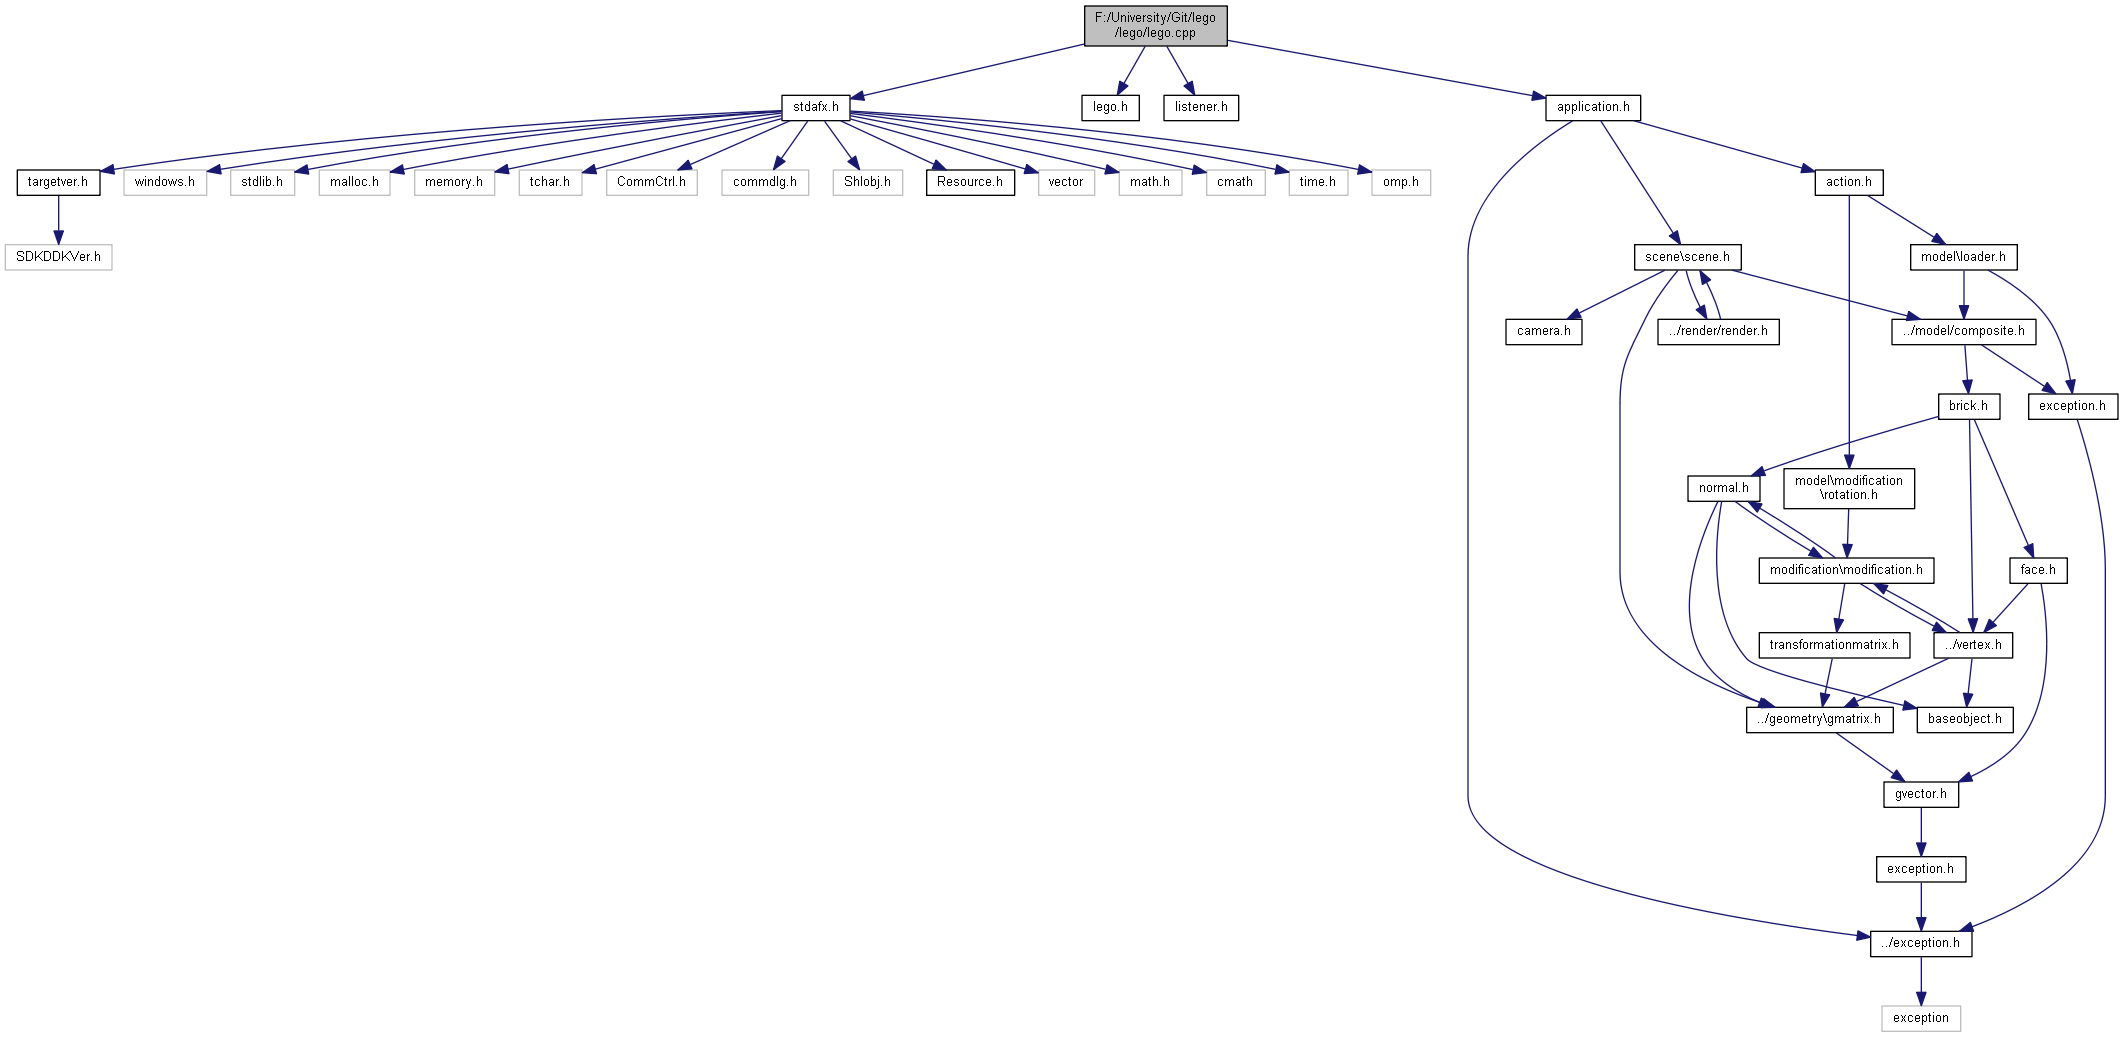 F:/University/Git/lego
/lego/lego.cpp
stdafx.h
lego.h
listener.h
application.h
targetver.h
windows.h
stdlib.h
malloc.h
memory.h
tchar.h
CommCtrl.h
commdlg.h
Shlobj.h
Resource.h
vector
math.h
cmath
time.h
omp.h
action.h
SDKDDKVer.h
scene\scene.h
model\loader.h
camera.h
../render/render.h
../model/composite.h
brick.h
exception.h
normal.h
model\modification
\rotation.h
modification\modification.h
face.h
transformationmatrix.h
../vertex.h
../geometry\gmatrix.h
baseobject.h
gvector.h
exception.h
../exception.h
exception